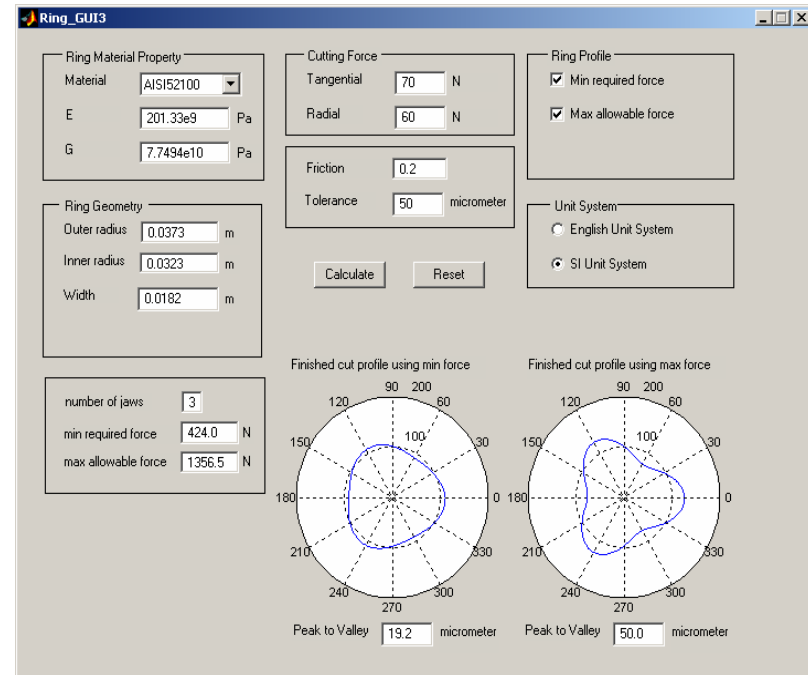 Ring_GUI3
Ring Material Property
Material AISI52100
E 201.33e9 Pa
G 7.7494e10 Pa
Cutting Force
Tangential 70 N
Radial 60 N
Friction 0.2
Tolerance 50 micrometer
Ring Profile
Min required force
Max allowable force
Ring Geometry
Outer radius 0.0373 m
Inner radius 0.0323 m
Width 0.0182 m
Unit System
English Unit System
SI Unit System
Calculate Reset
number of jaws 3
min required force 424.0 N
max allowable force 1356.5 N
Finished cut profile using min force
90 200
120 60
150 100 30
180 0
210 330
240 300
270
Peak to Valley 19.2 micrometer
Finished cut profile using max force
90 200
120 60
150 100 30
180 0
210 330
240 300
270
Peak to Valley 50.0 micrometer